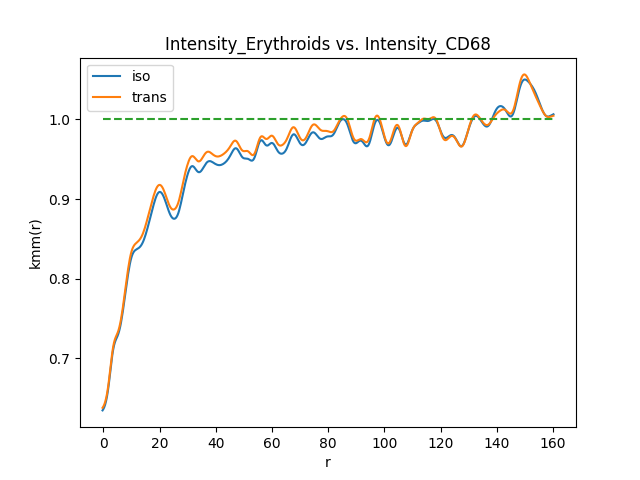 Intensity_Erythroids vs. Intensity_CD68
iso
trans
1.0
0.9
0.8
0.7
kmm(r)
0 20 40 60 80 100 120 140 160
r